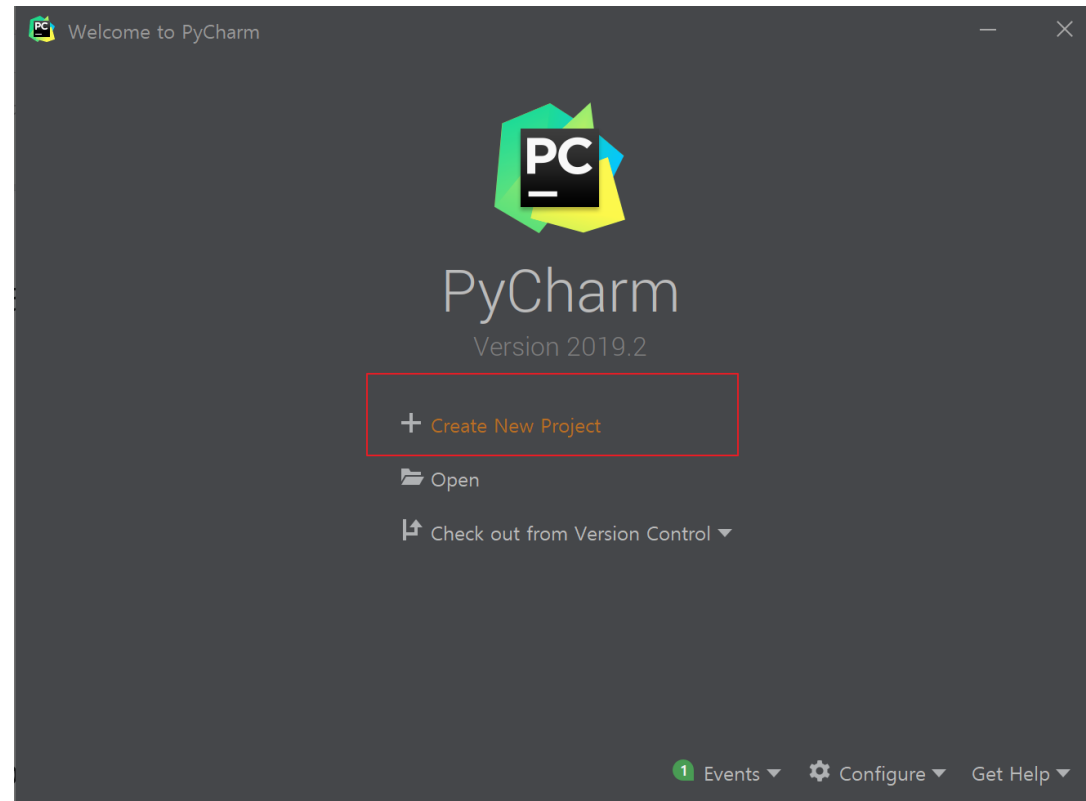 PC Welcome to PyCharm
PC
PyCharm
Version 2019.2
Create New Project
Open
Check out from Version Control
1 Events Configure Get Help